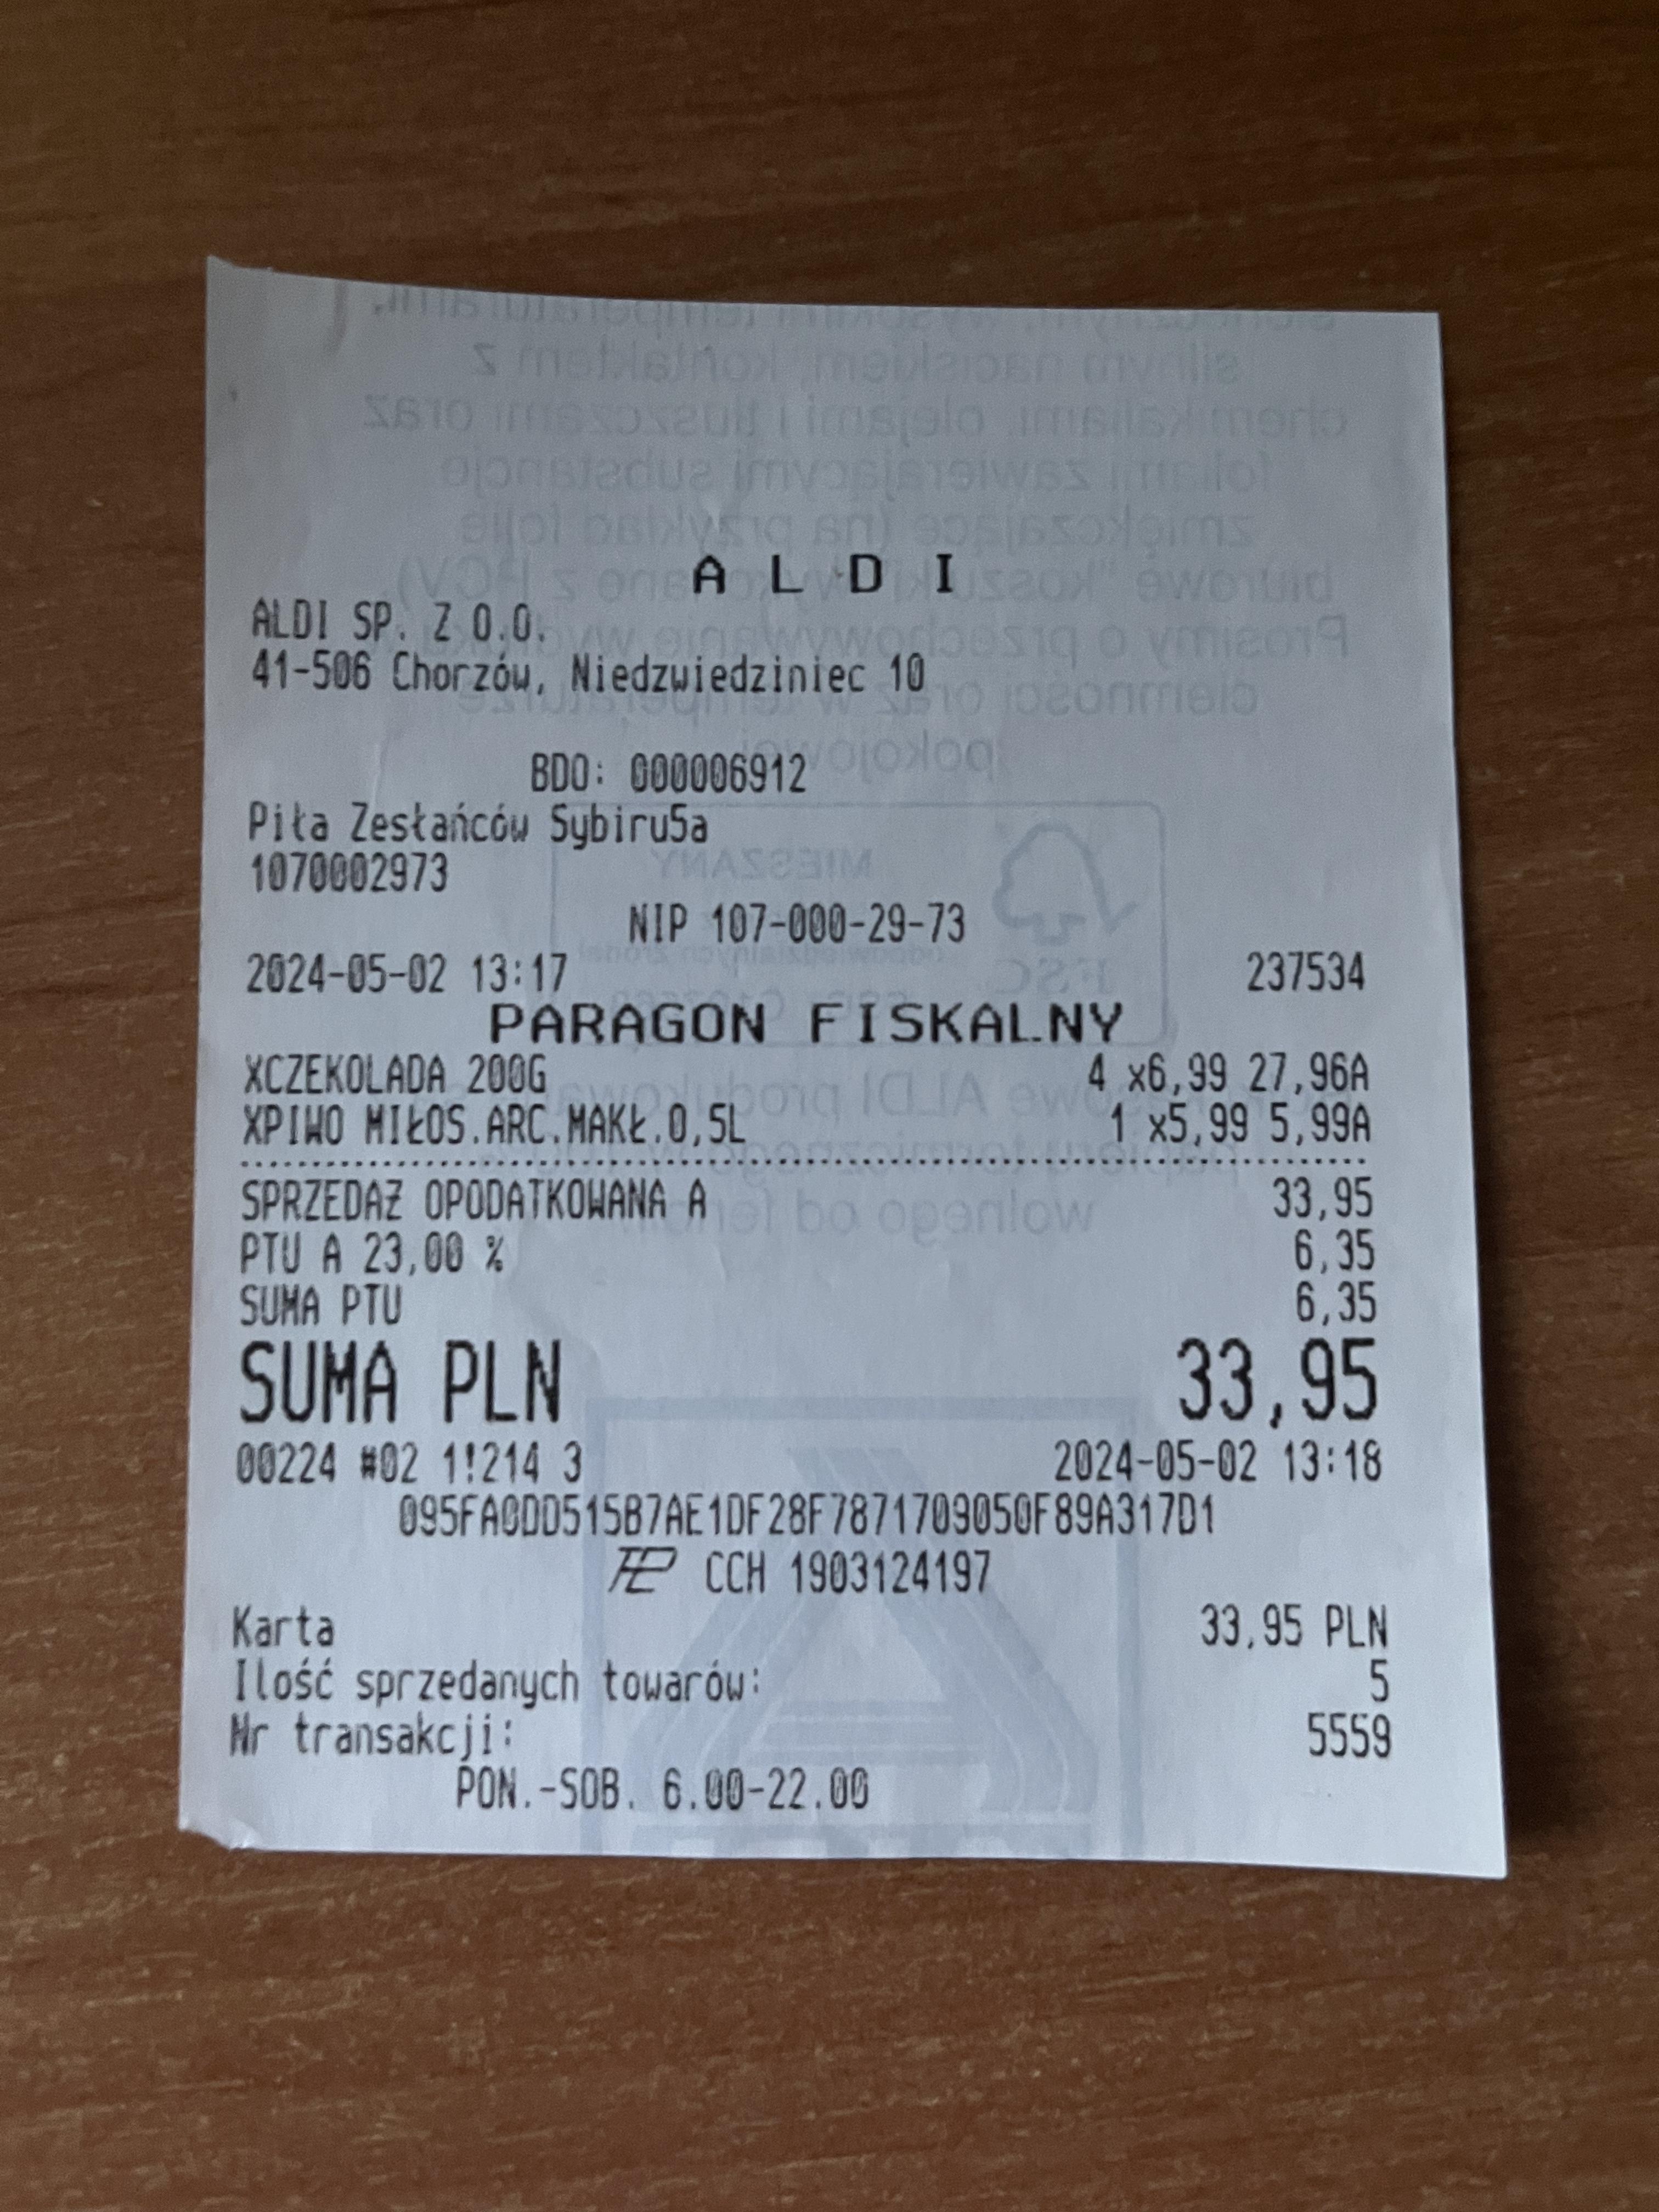 A L D I
ALDI SP. Z O.O.
41-506 Chorzów, Niedzwiedziniec 10
BDO: 000006912
Piła Zesłańców Sybiru5a
1070002973
NIP 107-000-29-73
2024-05-02 13:17 237534
PARAGON FISKALNY
XCZEKOLADA 200G 4 x6,99 27,96A
XPIWO MIŁOS.ARC.MAKŁ.0,5L 1 x5,99 5,99A
SPRZEDAŻ OPODATKOWANA A 33,95
PTU A 23,00 % 6,35
SUMA PTU 6,35
SUMA PLN 33,95
00224 #02 1!214 3 2024-05-02 13:18
095FA0DD515B7AE1DF28F7871709050F89A317D1
CCH 1903124197
Karta 33,95 PLN
Ilość sprzedanych towarów: 5
Nr transakcji: 5559
PON.-SOB. 6.00-22.00